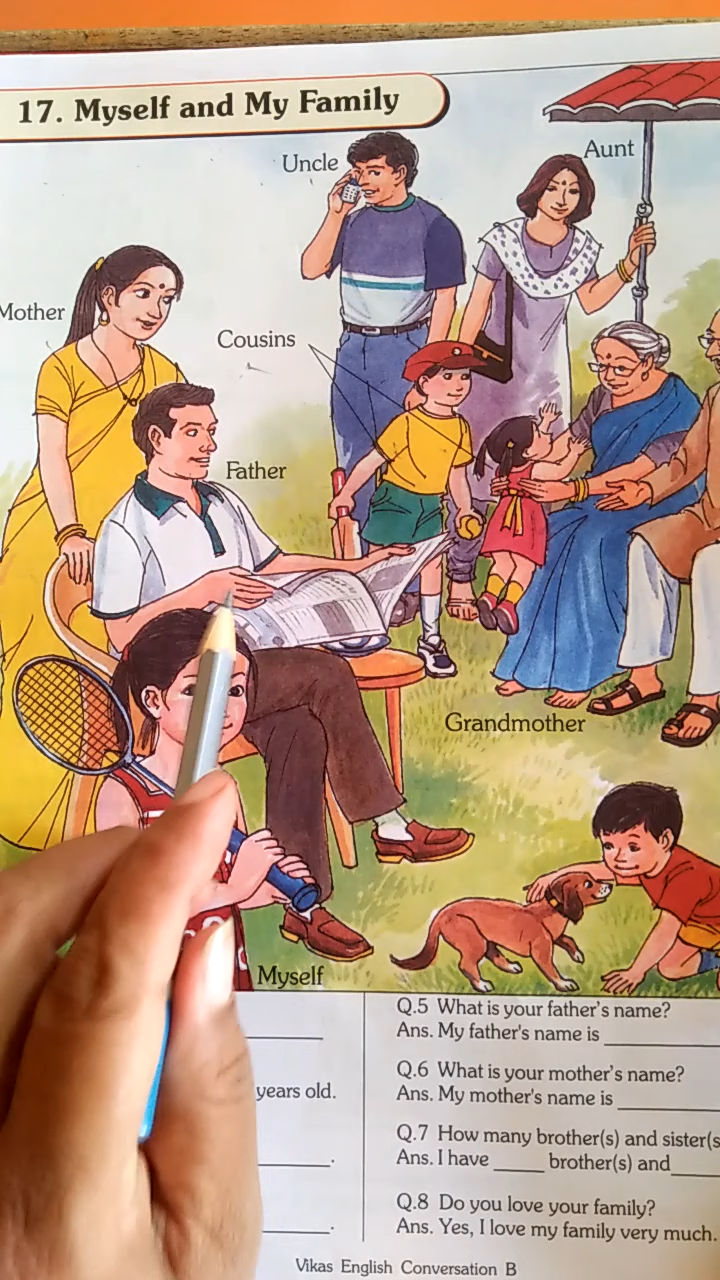 17. Myself and My Family
Uncle
Aunt
Mother
Cousins
Father
Grandmother
Myself
years old.
Q.5 What is your father's name?
Ans. My father's name is
Q.6 What is your mother's name?
Ans. My mother's name is
Q.7 How many brother(s) and sister(s
Ans. I have _____ brother(s) and
Q.8 Do you love your family?
Ans. Yes, I love my family very much.
Vikas English Conversation B